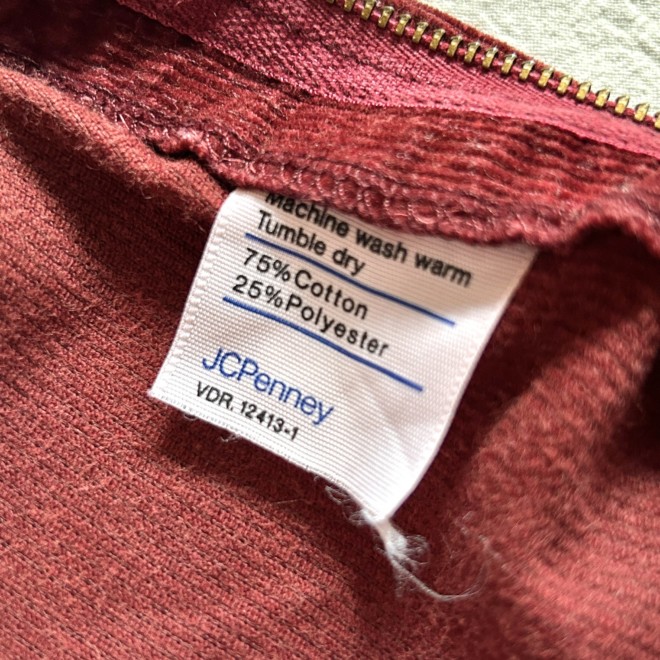 Machine wash warm
Tumble dry
75% Cotton
25% Polyester
JCPenney
VDR. 12413-1